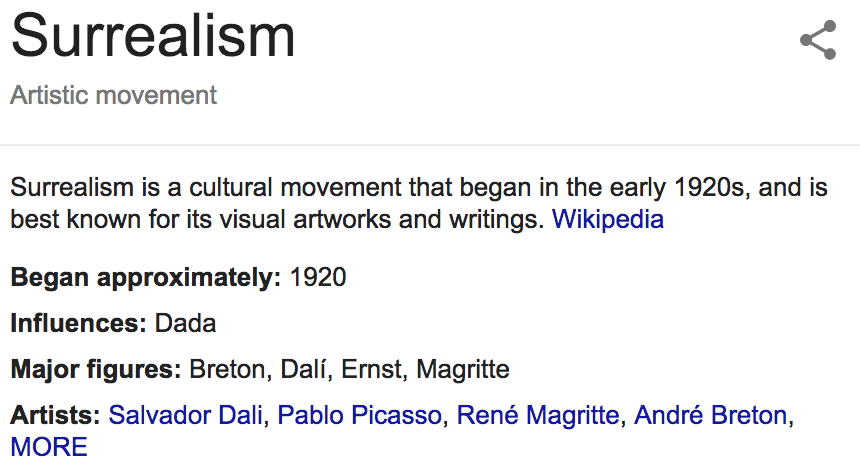 Surrealism
Artistic movement
Surrealism is a cultural movement that began in the early 1920s, and is
best known for its visual artworks and writings. Wikipedia
Began approximately: 1920
Influences: Dada
Major figures: Breton, Dalí, Ernst, Magritte
Artists: Salvador Dali, Pablo Picasso, René Magritte, André Breton,
MORE